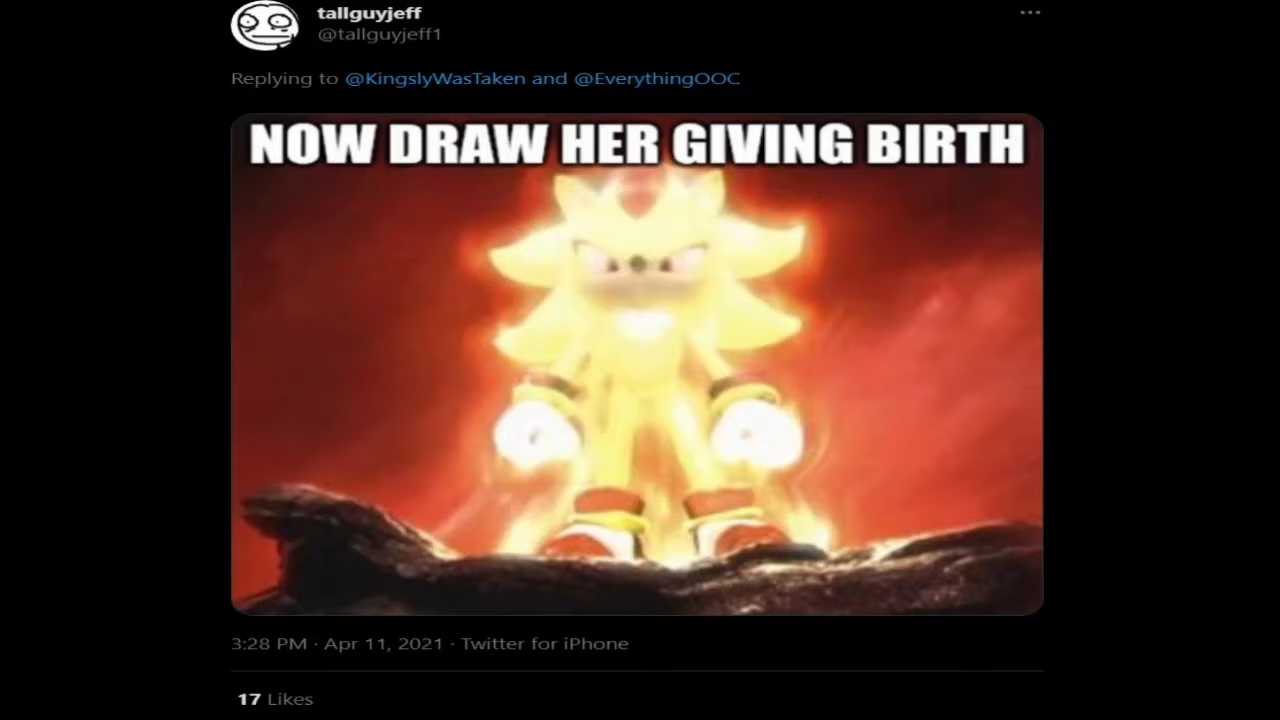 tallguyjeff
@tallguyjeff1
Replying to @KingslyWasTaken and @EverythingOOC
NOW DRAW HER GIVING BIRTH
3:28 PM · Apr 11, 2021 · Twitter for iPhone
17 Likes